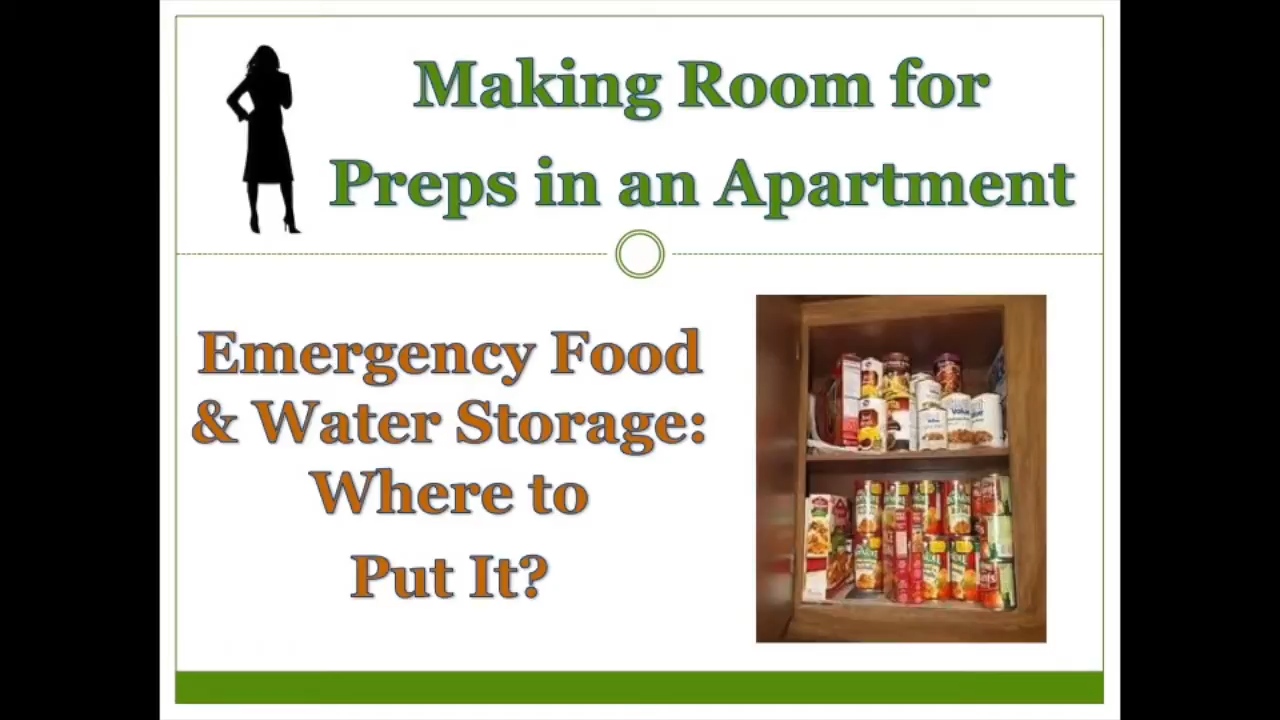 Making Room for
Preps in an Apartment
Emergency Food
& Water Storage:
Where to
Put It?